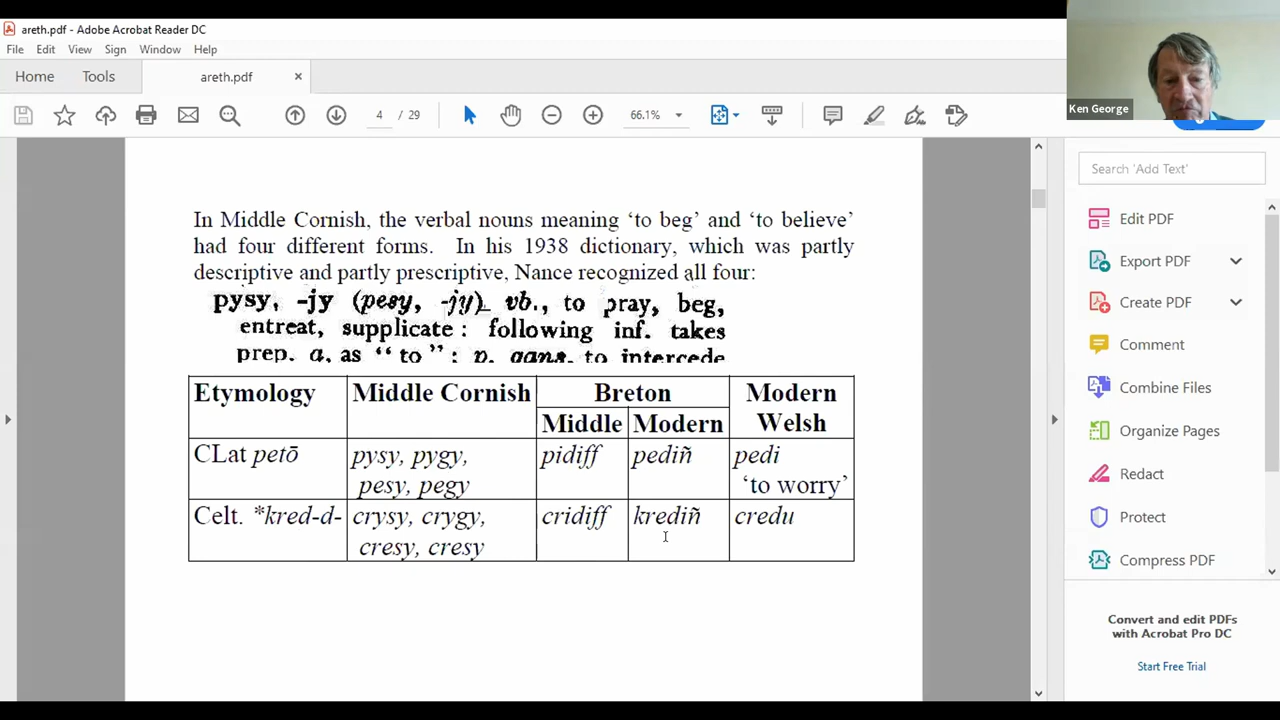 areth.pdf - Adobe Acrobat Reader DC
File Edit View Sign Window Help
Home Tools areth.pdf ×
4 / 29 66.1%
Ken George
In Middle Cornish, the verbal nouns meaning ‘to beg’ and ‘to believe’
had four different forms. In his 1938 dictionary, which was partly
descriptive and partly prescriptive, Nance recognized all four:
pysy, -jy (pesy, -jy) vb., to pray, beg,
entreat, supplicate: following inf. takes
prep. a, as “to”: p. gans, to intercede
Etymology Middle Cornish Breton Modern
Middle Modern Welsh
CLat petō pysy, pygy, pidiff pediñ pedi
pesy, pegy ‘to worry’
Celt. *kred-d- crysy, crygy, cridiff krediñ credu
cresy, cresy
Search 'Add Text'
Edit PDF
Export PDF
Create PDF
Comment
Combine Files
Organize Pages
Redact
Protect
Compress PDF
Convert and edit PDFs
with Acrobat Pro DC
Start Free Trial